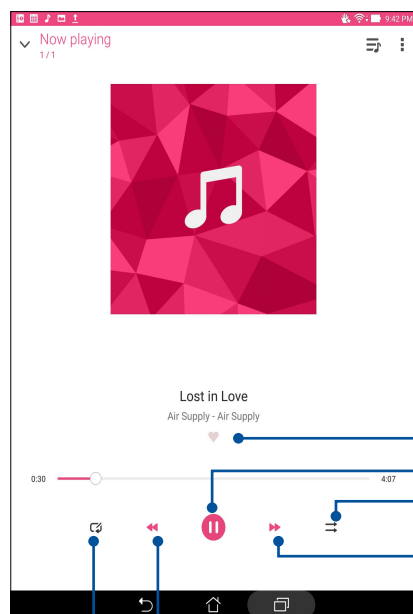 9:42 PM
Now playing
1/1
Lost in Love
Air Supply - Air Supply
0:30
4:07